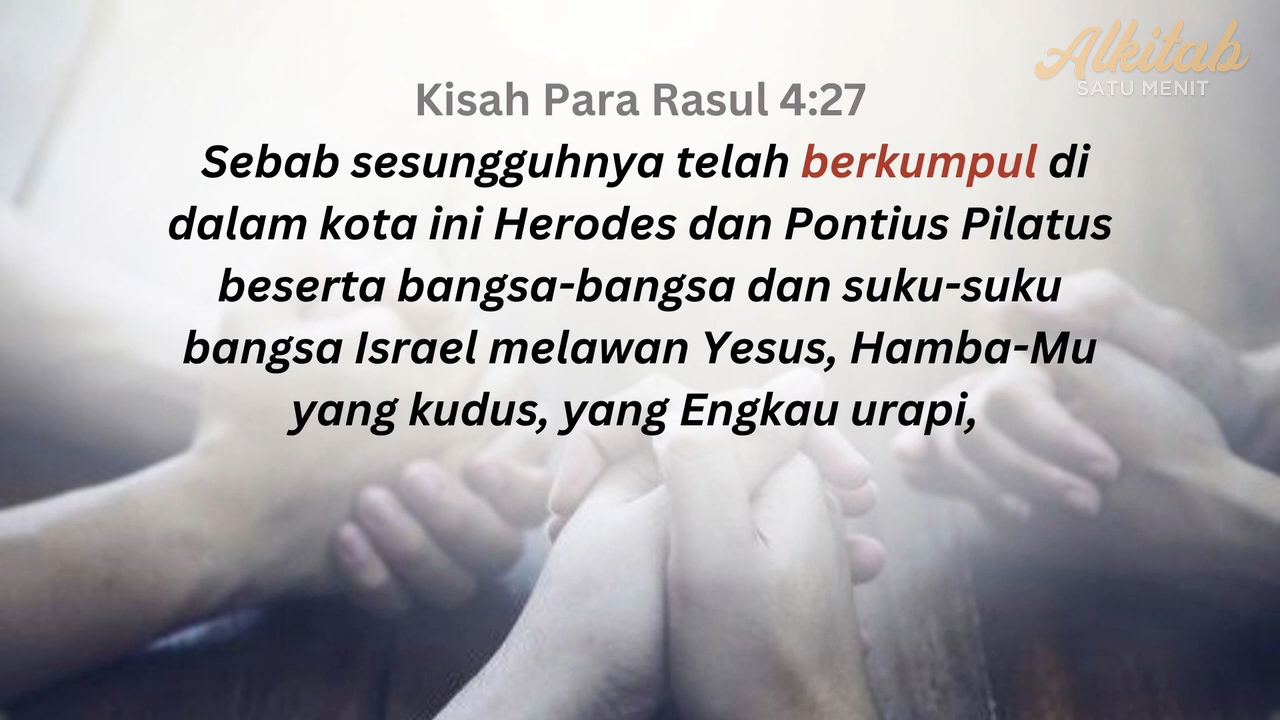 Alkitab
SATU MENIT
Kisah Para Rasul 4:27
Sebab sesungguhnya telah berkumpul di
dalam kota ini Herodes dan Pontius Pilatus
beserta bangsa-bangsa dan suku-suku
bangsa Israel melawan Yesus, Hamba-Mu
yang kudus, yang Engkau urapi,